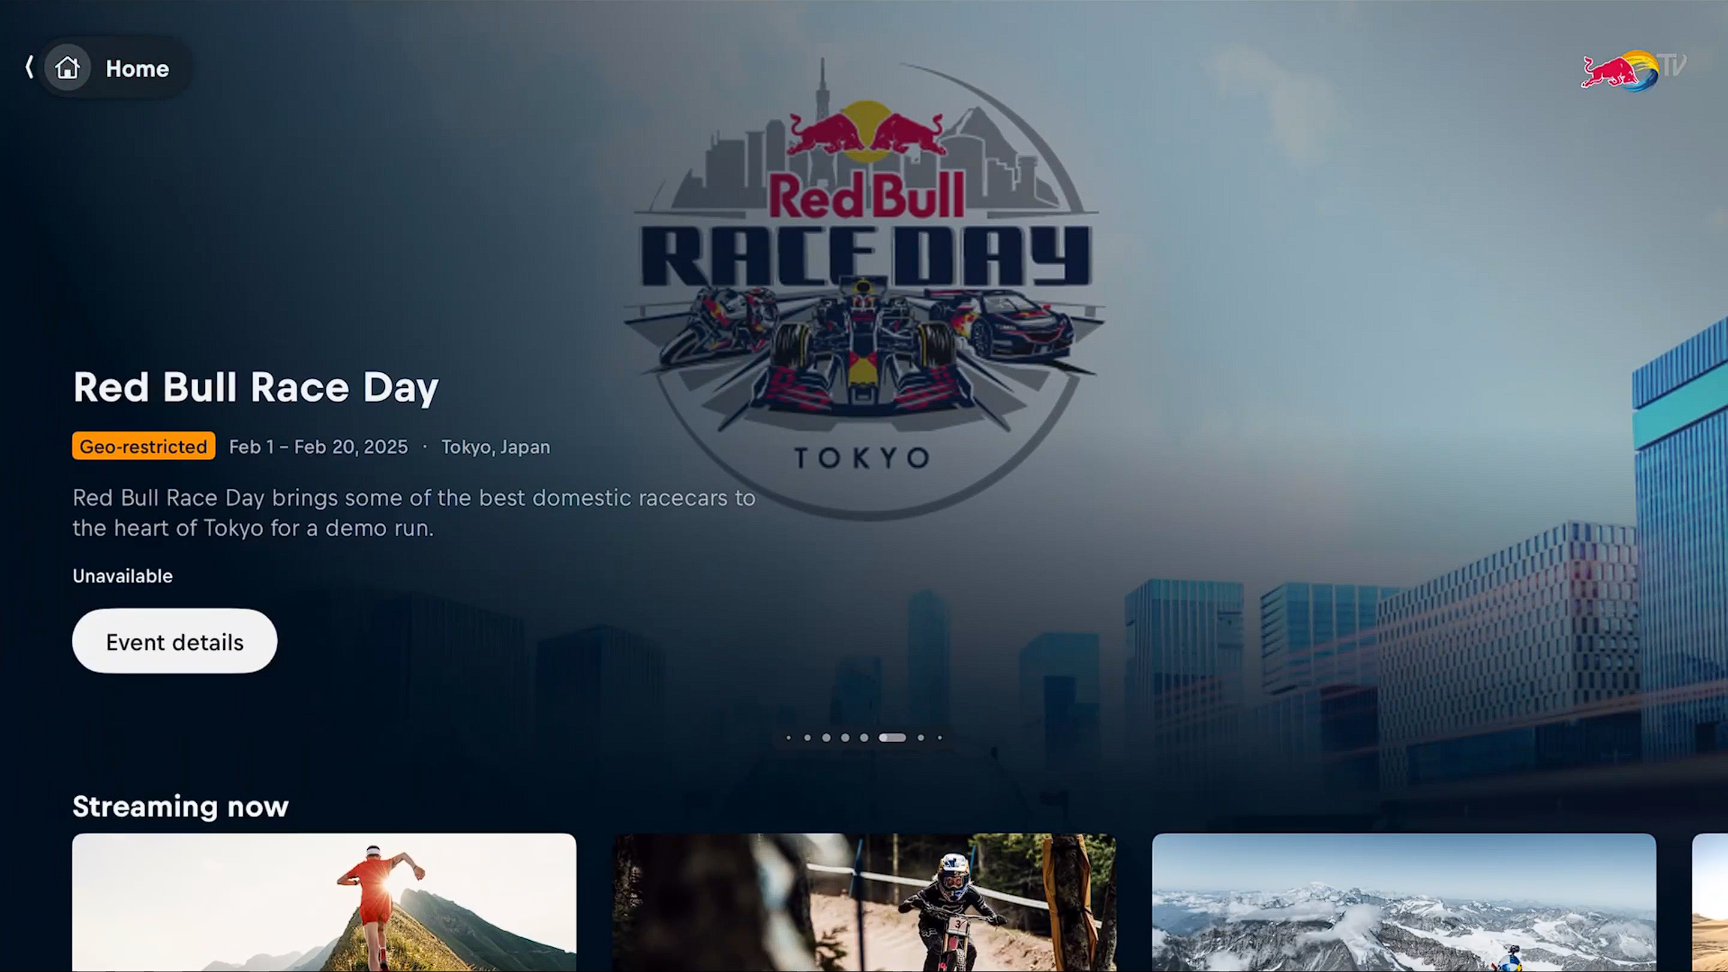 Home
TV
Red Bull
RACE DAY
TOKYO
Red Bull Race Day
Geo-restricted Feb 1 – Feb 20, 2025 · Tokyo, Japan
Red Bull Race Day brings some of the best domestic racecars to
the heart of Tokyo for a demo run.
Unavailable
Event details
Streaming now
3